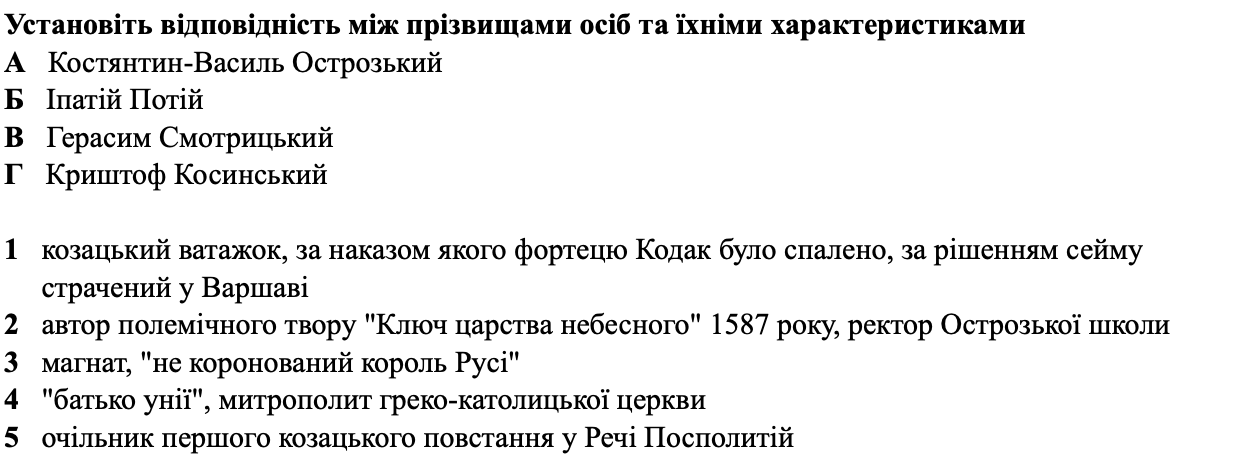 Установіть відповідність між прізвищами осіб та їхніми характеристиками
А Костянтин-Василь Острозький
Б Іпатій Потій
В Герасим Смотрицький
Г Криштоф Косинський
1 козацький ватажок, за наказом якого фортецю Кодак було спалено, за рішенням сейму
страчений у Варшаві
2 автор полемічного твору "Ключ царства небесного" 1587 року, ректор Острозької школи
3 магнат, "не коронований король Русі"
4 "батько унії", митрополит греко-католицької церкви
5 очільник першого козацького повстання у Речі Посполитій